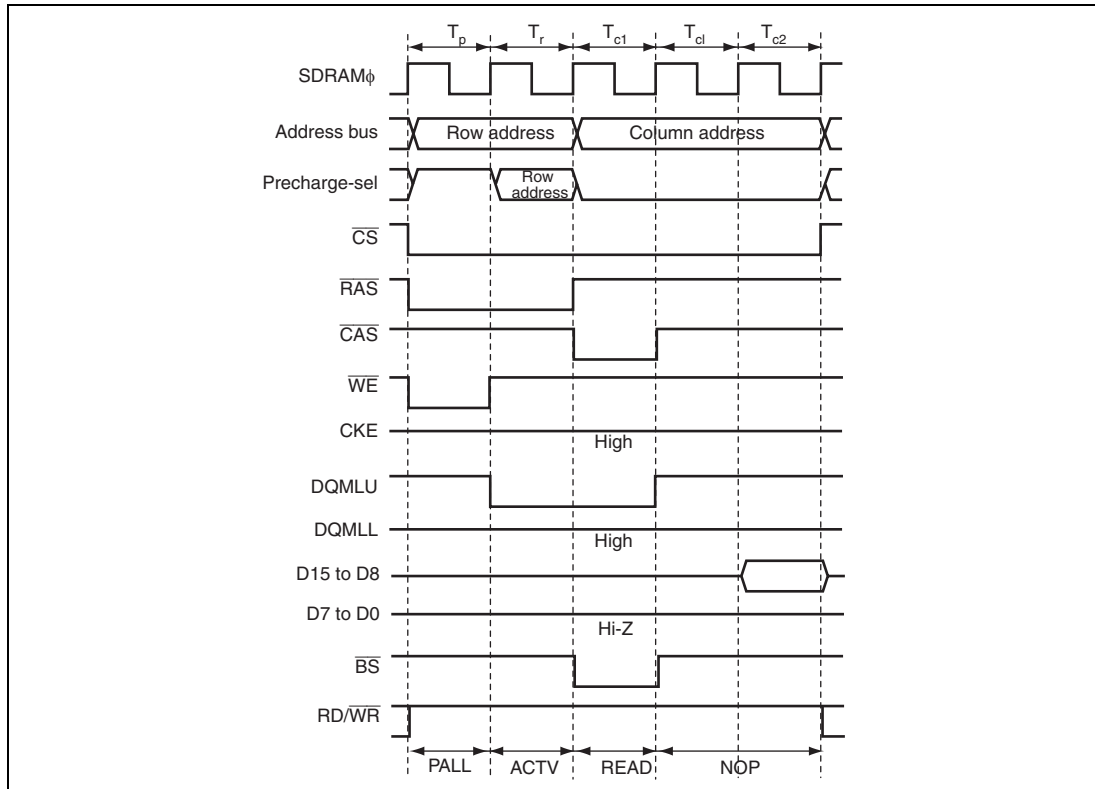 Tp Tr Tc1 Tcl Tc2
SDRAMϕ
Address bus Row address Column address
Precharge-sel Row
address
CS
RAS
CAS
WE
CKE
High
DQMLU
DQMLL
High
D15 to D8
D7 to D0
Hi-Z
BS
RD/WR
PALL ACTV READ NOP